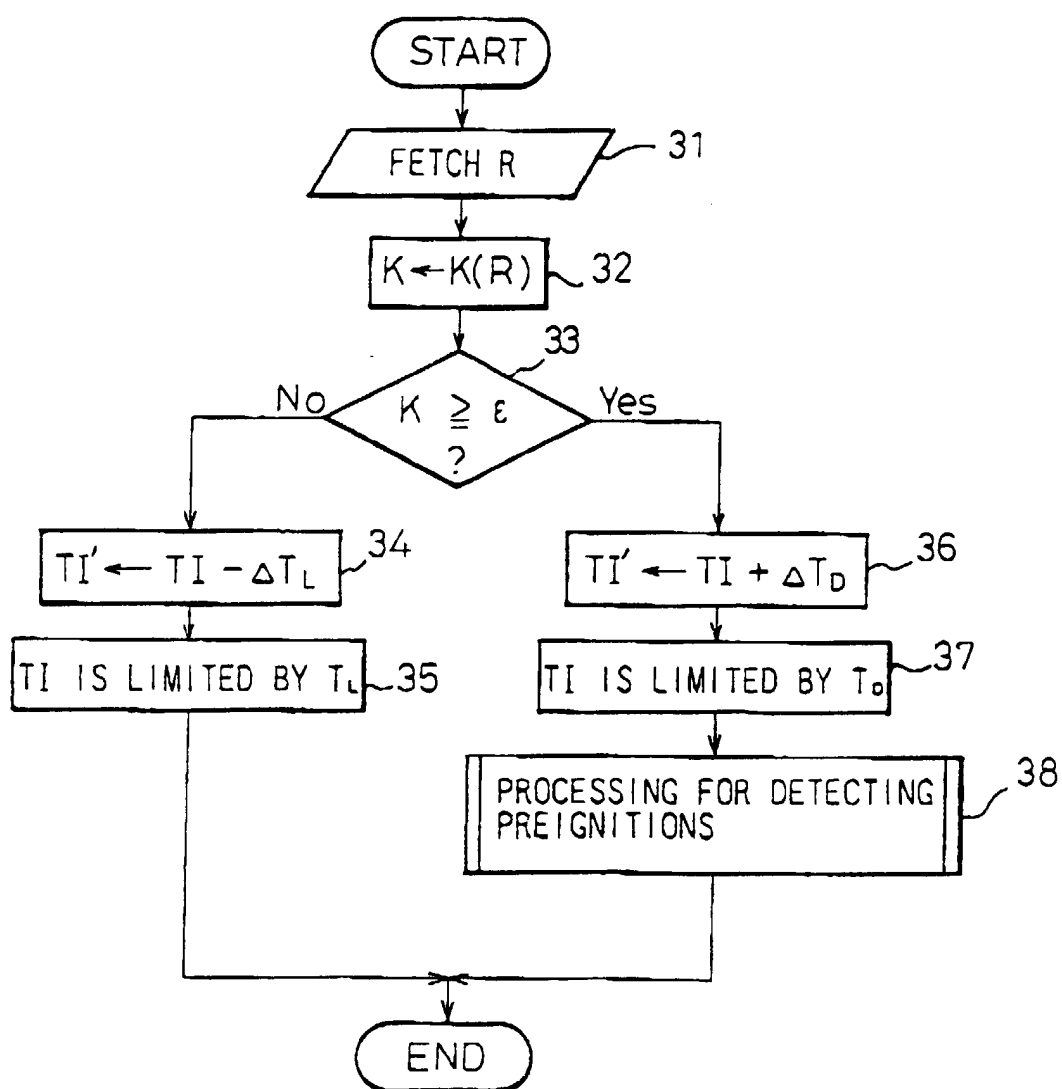 START
FETCH R
31
K←K(R)
32
33
No
K ≧ ε
Yes
?
TI' ← TI - ΔT_L
34
TI' ← TI + ΔT_D
36
TI IS LIMITED BY T_L
35
TI IS LIMITED BY T_D
37
PROCESSING FOR DETECTING
PREIGNITIONS
38
END